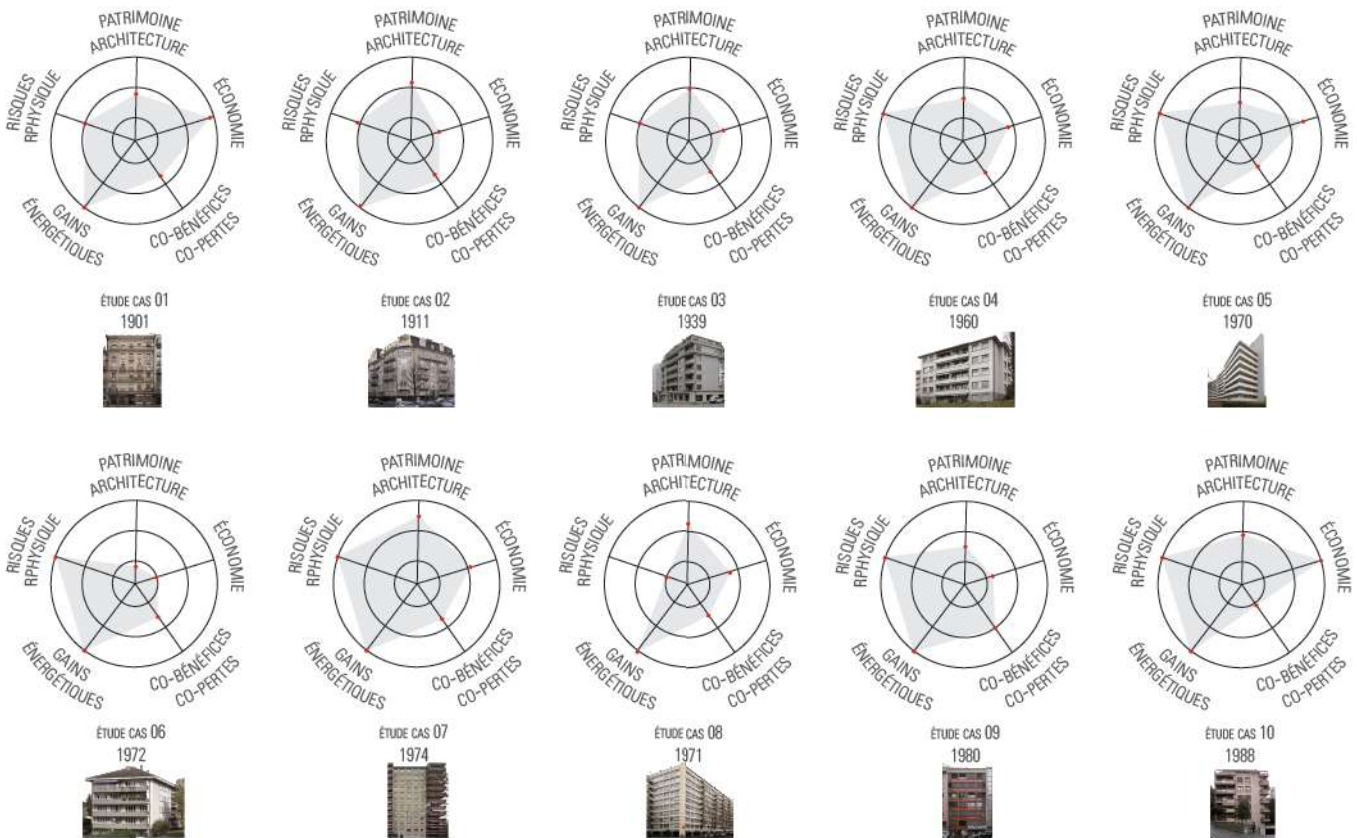 PATRIMOINE
ARCHITECTURE
ÉCONOMIE
CO-BÉNÉFICES
CO-PERTES
GAINS
ÉNERGÉTIQUES
RISQUES
RPHYSIQUE
PATRIMOINE
ARCHITECTURE
ÉCONOMIE
CO-BÉNÉFICES
CO-PERTES
GAINS
ÉNERGÉTIQUES
RISQUES
RPHYSIQUE
PATRIMOINE
ARCHITECTURE
ÉCONOMIE
CO-BÉNÉFICES
CO-PERTES
GAINS
ÉNERGÉTIQUES
RISQUES
RPHYSIQUE
PATRIMOINE
ARCHITECTURE
ÉCONOMIE
CO-BÉNÉFICES
CO-PERTES
GAINS
ÉNERGÉTIQUES
RISQUES
RPHYSIQUE
PATRIMOINE
ARCHITECTURE
ÉCONOMIE
CO-BÉNÉFICES
CO-PERTES
GAINS
ÉNERGÉTIQUES
RISQUES
RPHYSIQUE
ÉTUDE CAS 01
1901
ÉTUDE CAS 02
1911
ÉTUDE CAS 03
1939
ÉTUDE CAS 04
1960
ÉTUDE CAS 05
1970
PATRIMOINE
ARCHITECTURE
ÉCONOMIE
CO-BÉNÉFICES
CO-PERTES
GAINS
ÉNERGÉTIQUES
RISQUES
RPHYSIQUE
PATRIMOINE
ARCHITECTURE
ÉCONOMIE
CO-BÉNÉFICES
CO-PERTES
GAINS
ÉNERGÉTIQUES
RISQUES
RPHYSIQUE
PATRIMOINE
ARCHITECTURE
ÉCONOMIE
CO-BÉNÉFICES
CO-PERTES
GAINS
ÉNERGÉTIQUES
RISQUES
RPHYSIQUE
PATRIMOINE
ARCHITECTURE
ÉCONOMIE
CO-BÉNÉFICES
CO-PERTES
GAINS
ÉNERGÉTIQUES
RISQUES
RPHYSIQUE
PATRIMOINE
ARCHITECTURE
ÉCONOMIE
CO-BÉNÉFICES
CO-PERTES
GAINS
ÉNERGÉTIQUES
RISQUES
RPHYSIQUE
ÉTUDE CAS 06
1972
ÉTUDE CAS 07
1974
ÉTUDE CAS 08
1971
ÉTUDE CAS 09
1980
ÉTUDE CAS 10
1988